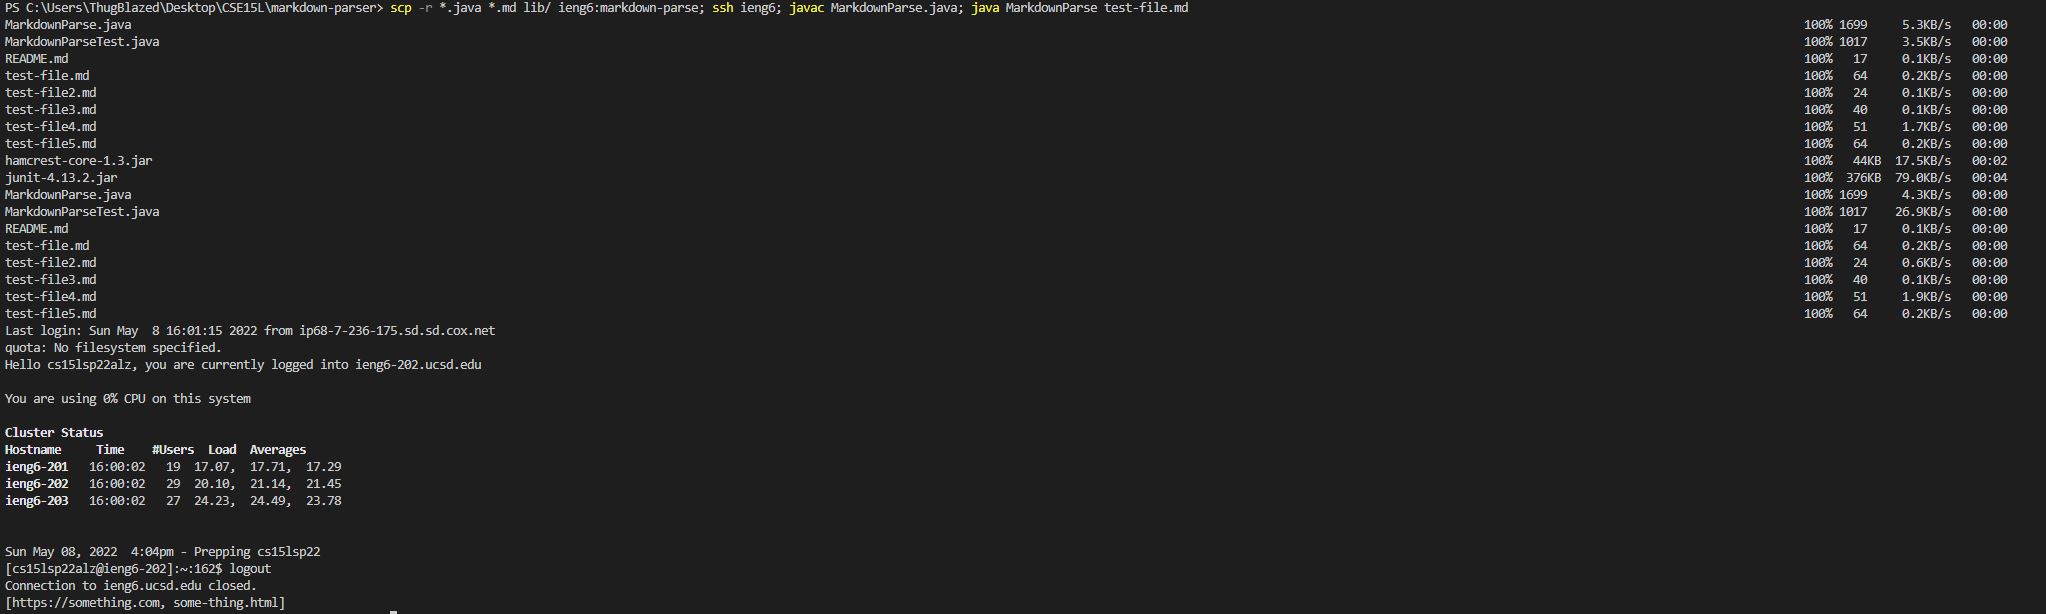 PS C:\Users\ThugBlazed\Desktop\CSE15L\markdown-parser> scp -r *.java *.md lib/ ieng6:markdown-parse; ssh ieng6; javac MarkdownParse.java; java MarkdownParse test-file.md
MarkdownParse.java 100% 1699 5.3KB/s 00:00
MarkdownParseTest.java 100% 1017 3.5KB/s 00:00
README.md 100% 17 0.1KB/s 00:00
test-file.md 100% 64 0.2KB/s 00:00
test-file2.md 100% 24 0.1KB/s 00:00
test-file3.md 100% 40 0.1KB/s 00:00
test-file4.md 100% 51 1.7KB/s 00:00
test-file5.md 100% 64 0.2KB/s 00:00
hamcrest-core-1.3.jar 100% 44KB 17.5KB/s 00:02
junit-4.13.2.jar 100% 376KB 79.0KB/s 00:04
MarkdownParse.java 100% 1699 4.3KB/s 00:00
MarkdownParseTest.java 100% 1017 26.9KB/s 00:00
README.md 100% 17 0.1KB/s 00:00
test-file.md 100% 64 0.2KB/s 00:00
test-file2.md 100% 24 0.6KB/s 00:00
test-file3.md 100% 40 0.1KB/s 00:00
test-file4.md 100% 51 1.9KB/s 00:00
test-file5.md 100% 64 0.2KB/s 00:00
Last login: Sun May  8 16:01:15 2022 from ip68-7-236-175.sd.sd.cox.net
quota: No filesystem specified.
Hello cs15lsp22alz, you are currently logged into ieng6-202.ucsd.edu
You are using 0% CPU on this system
Cluster Status
Hostname     Time    #Users  Load  Averages
ieng6-201   16:00:02   19  17.07,  17.71,  17.29
ieng6-202   16:00:02   29  20.10,  21.14,  21.45
ieng6-203   16:00:02   27  24.23,  24.49,  23.78
Sun May 08, 2022  4:04pm - Prepping cs15lsp22
[cs15lsp22alz@ieng6-202]:~:162$ logout
Connection to ieng6.ucsd.edu closed.
[https://something.com, some-thing.html]